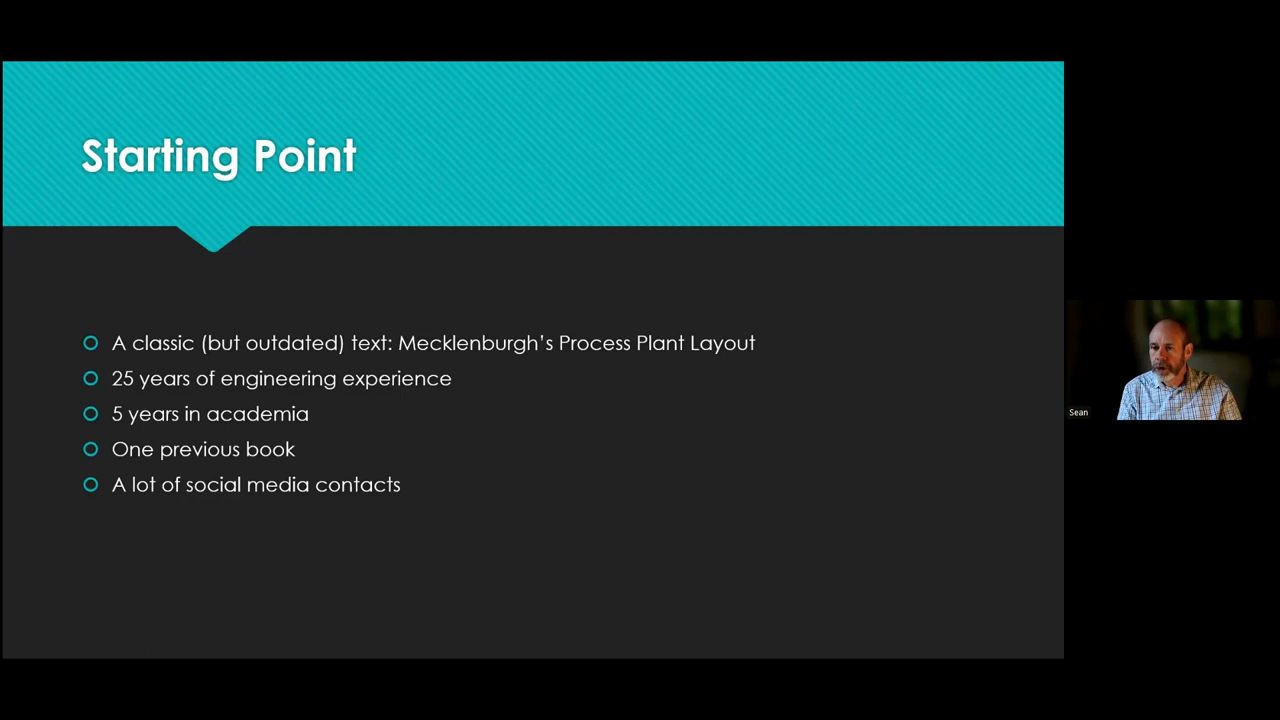 Starting Point
A classic (but outdated) text: Mecklenburgh's Process Plant Layout
25 years of engineering experience
5 years in academia
One previous book
A lot of social media contacts
Sean